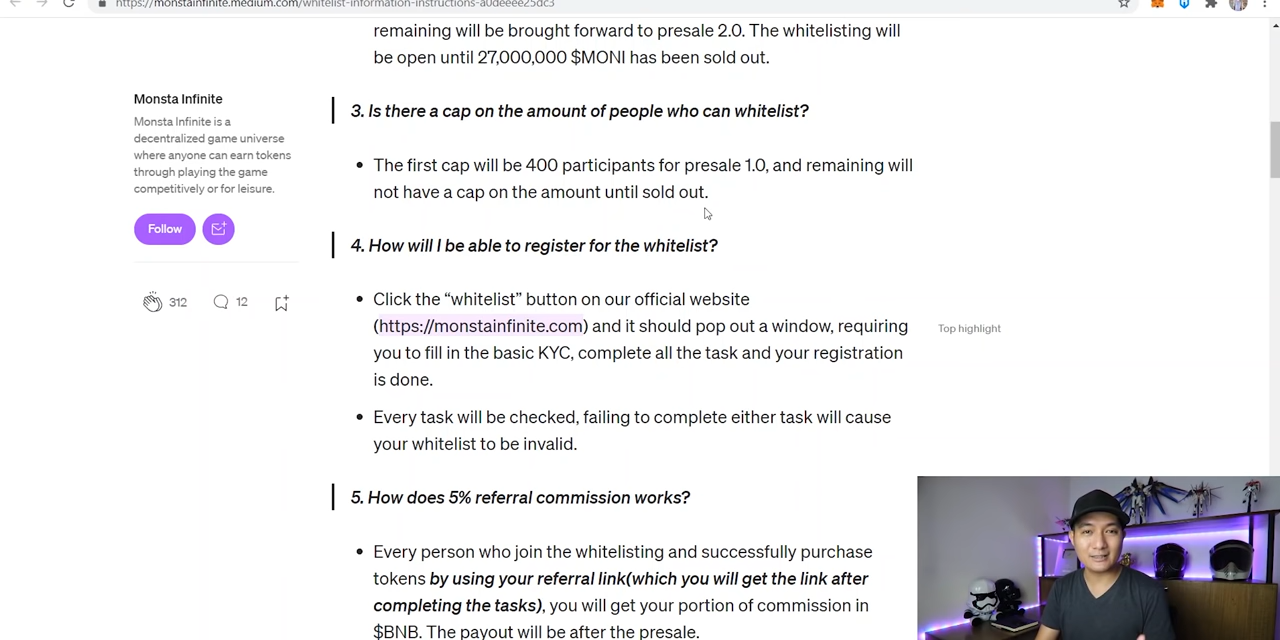 https://monstainfinite.medium.com/whitelist-information-instructions-a0deeee25dc3
remaining will be brought forward to presale 2.0. The whitelisting will
be open until 27,000,000 $MONI has been sold out.
Monsta Infinite
Monsta Infinite is a
decentralized game universe
where anyone can earn tokens
through playing the game
competitively or for leisure.
Follow
312
12
3. Is there a cap on the amount of people who can whitelist?
The first cap will be 400 participants for presale 1.0, and remaining will
not have a cap on the amount until sold out.
4. How will I be able to register for the whitelist?
Click the “whitelist” button on our official website
(https://monstainfinite.com) and it should pop out a window, requiring
you to fill in the basic KYC, complete all the task and your registration
is done.
Top highlight
Every task will be checked, failing to complete either task will cause
your whitelist to be invalid.
5. How does 5% referral commission works?
Every person who join the whitelisting and successfully purchase
tokens by using your referral link(which you will get the link after
completing the tasks), you will get your portion of commission in
$BNB. The payout will be after the presale.